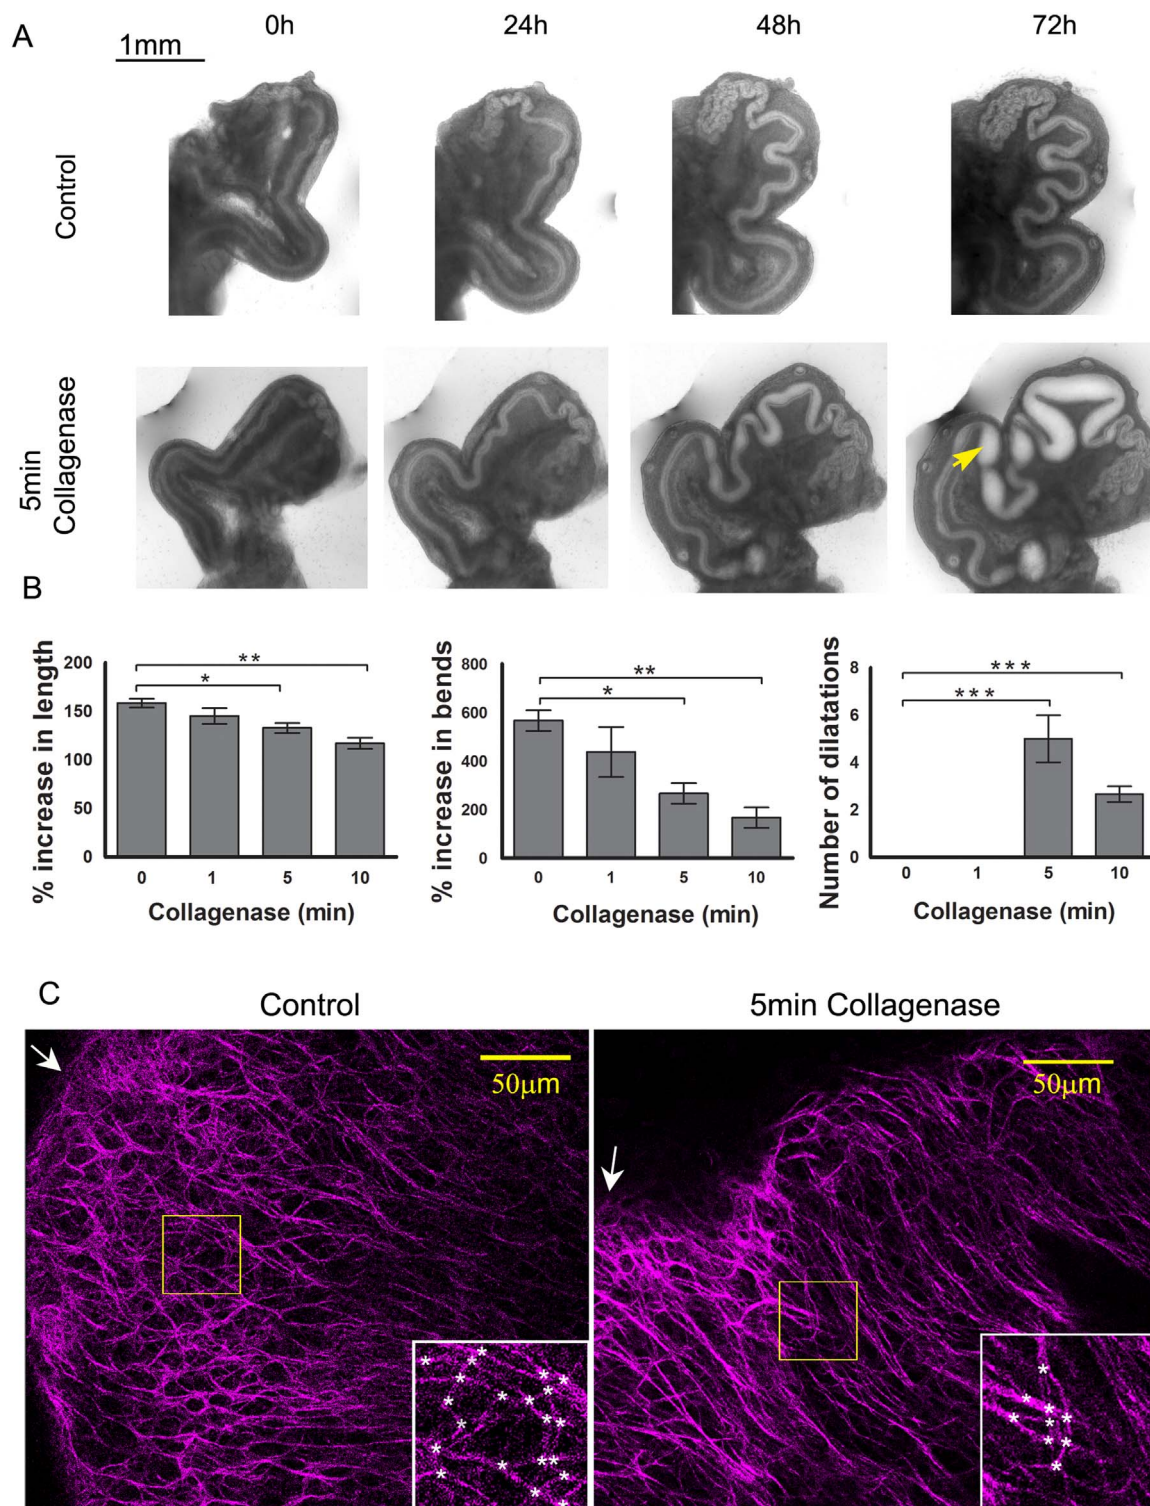 A
1mm
0h
24h
48h
72h
Control
5min
Collagenase
B
% increase in length
200
150
100
50
0
**
*
0 1 5 10
Collagenase (min)
% increase in bends
800
600
400
200
0
**
*
0 1 5 10
Collagenase (min)
Number of dilatations
8
6
4
2
0
***
***
0 1 5 10
Collagenase (min)
C
Control
5min Collagenase
50μm
50μm